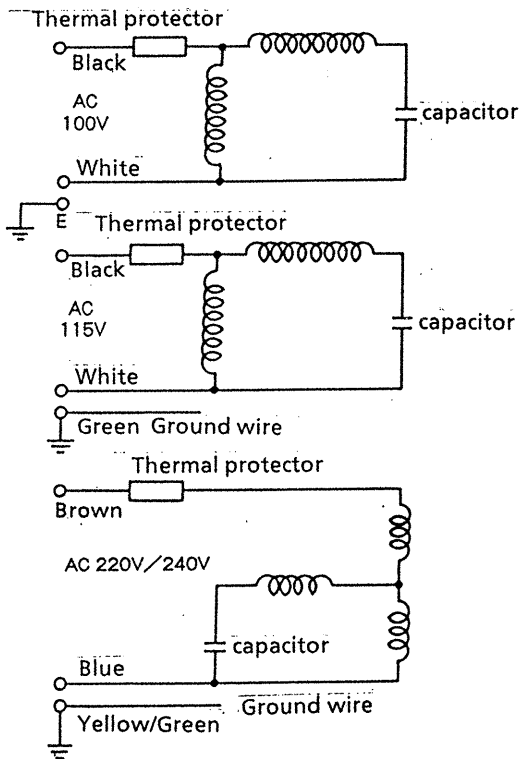 Thermal protector
Black
AC
100V
capacitor
White
E
Thermal protector
Black
AC
115V
capacitor
White
Green Ground wire
Thermal protector
Brown
AC 220V／240V
capacitor
Blue
Ground wire
Yellow/Green